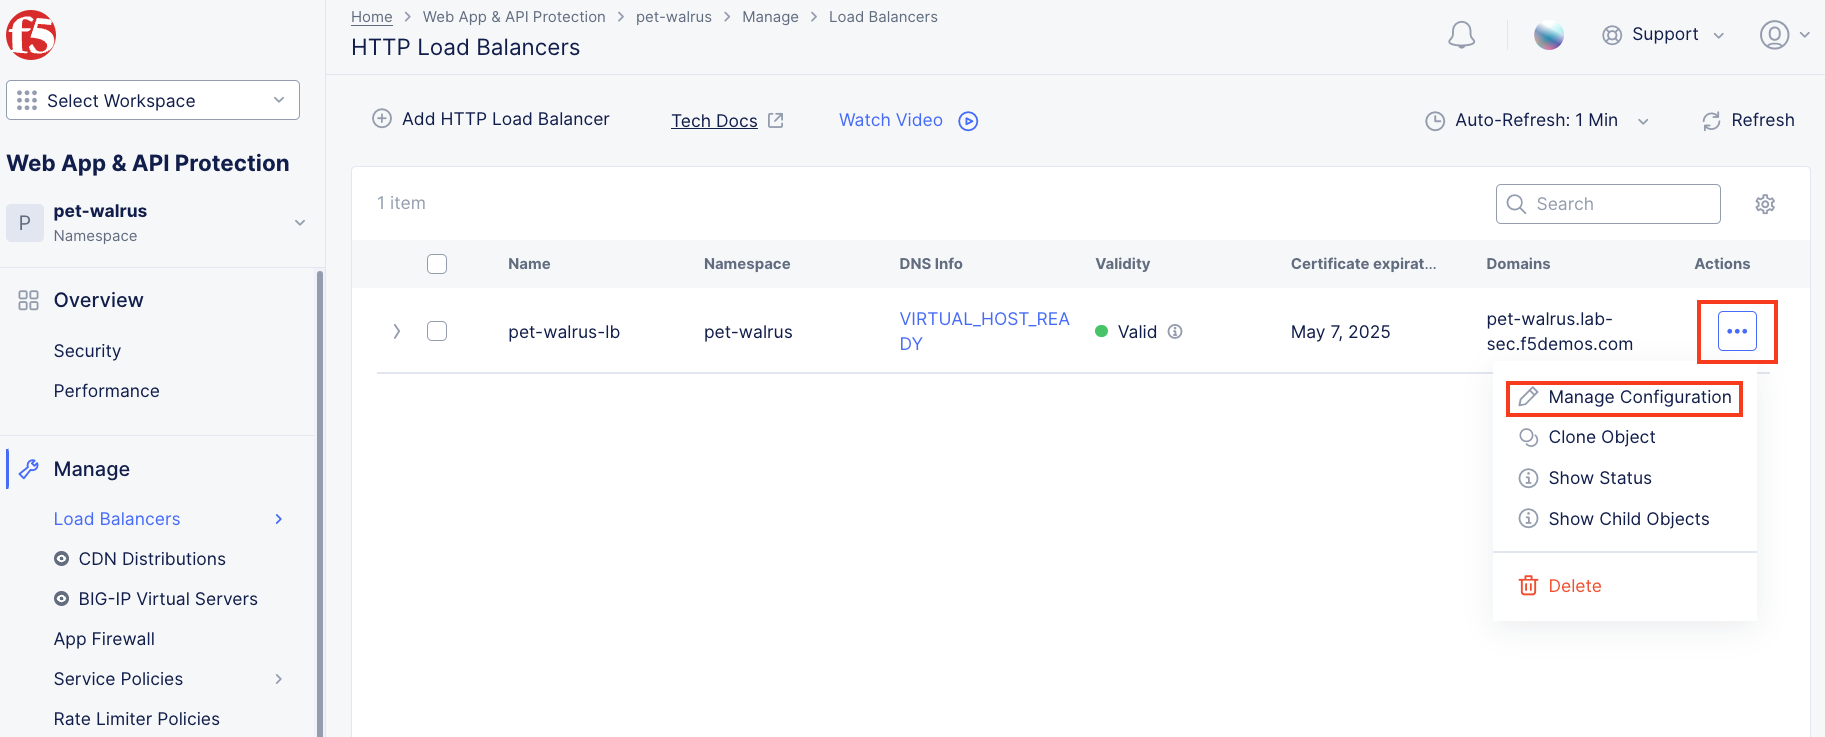 f5
Home > Web App & API Protection > pet-walrus > Manage > Load Balancers
HTTP Load Balancers
Support
Select Workspace
Add HTTP Load Balancer
Tech Docs
Watch Video
Auto-Refresh: 1 Min
Refresh
Web App & API Protection
P
pet-walrus
Namespace
Overview
Security
Performance
Manage
Load Balancers
CDN Distributions
BIG-IP Virtual Servers
App Firewall
Service Policies
Rate Limiter Policies
1 item
Search
Name Namespace DNS Info Validity Certificate expirat... Domains Actions
pet-walrus-lb
pet-walrus
VIRTUAL_HOST_REA
DY
Valid
May 7, 2025
pet-walrus.lab-
sec.f5demos.com
Manage Configuration
Clone Object
Show Status
Show Child Objects
Delete